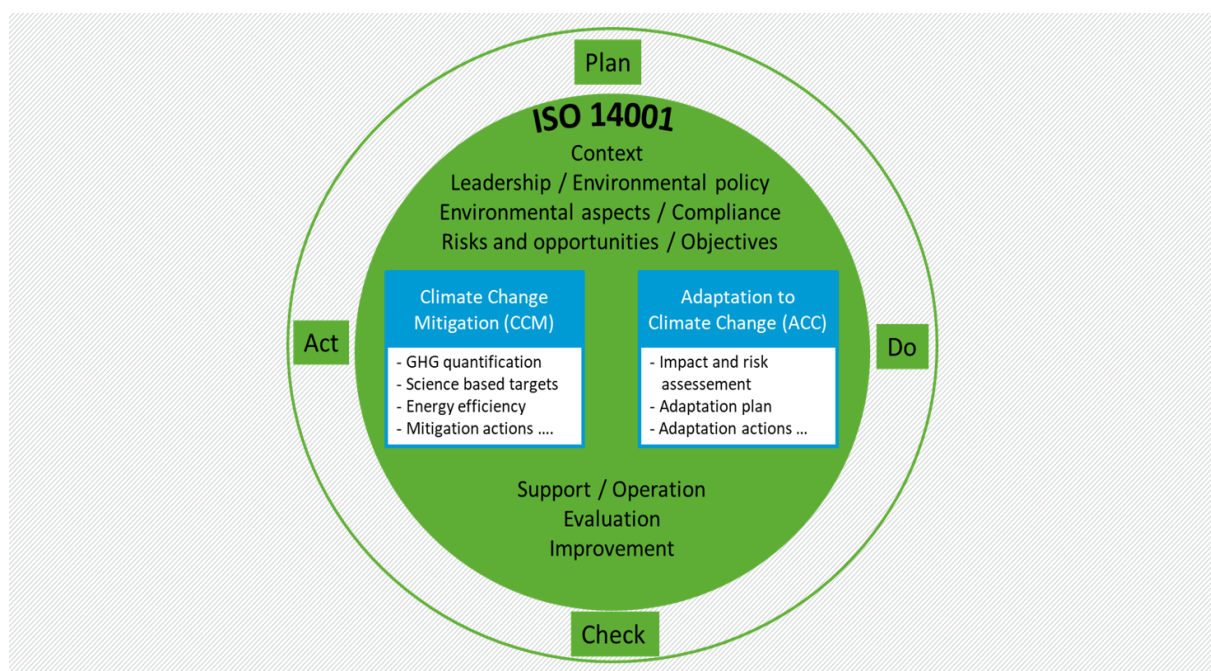 Plan
ISO 14001
Context
Leadership / Environmental policy
Environmental aspects / Compliance
Risks and opportunities / Objectives
Climate Change
Mitigation (CCM)
- GHG quantification
- Science based targets
- Energy efficiency
- Mitigation actions ....
Adaptation to
Climate Change (ACC)
- Impact and risk
assessement
- Adaptation plan
- Adaptation actions ...
Act
Do
Support / Operation
Evaluation
Improvement
Check